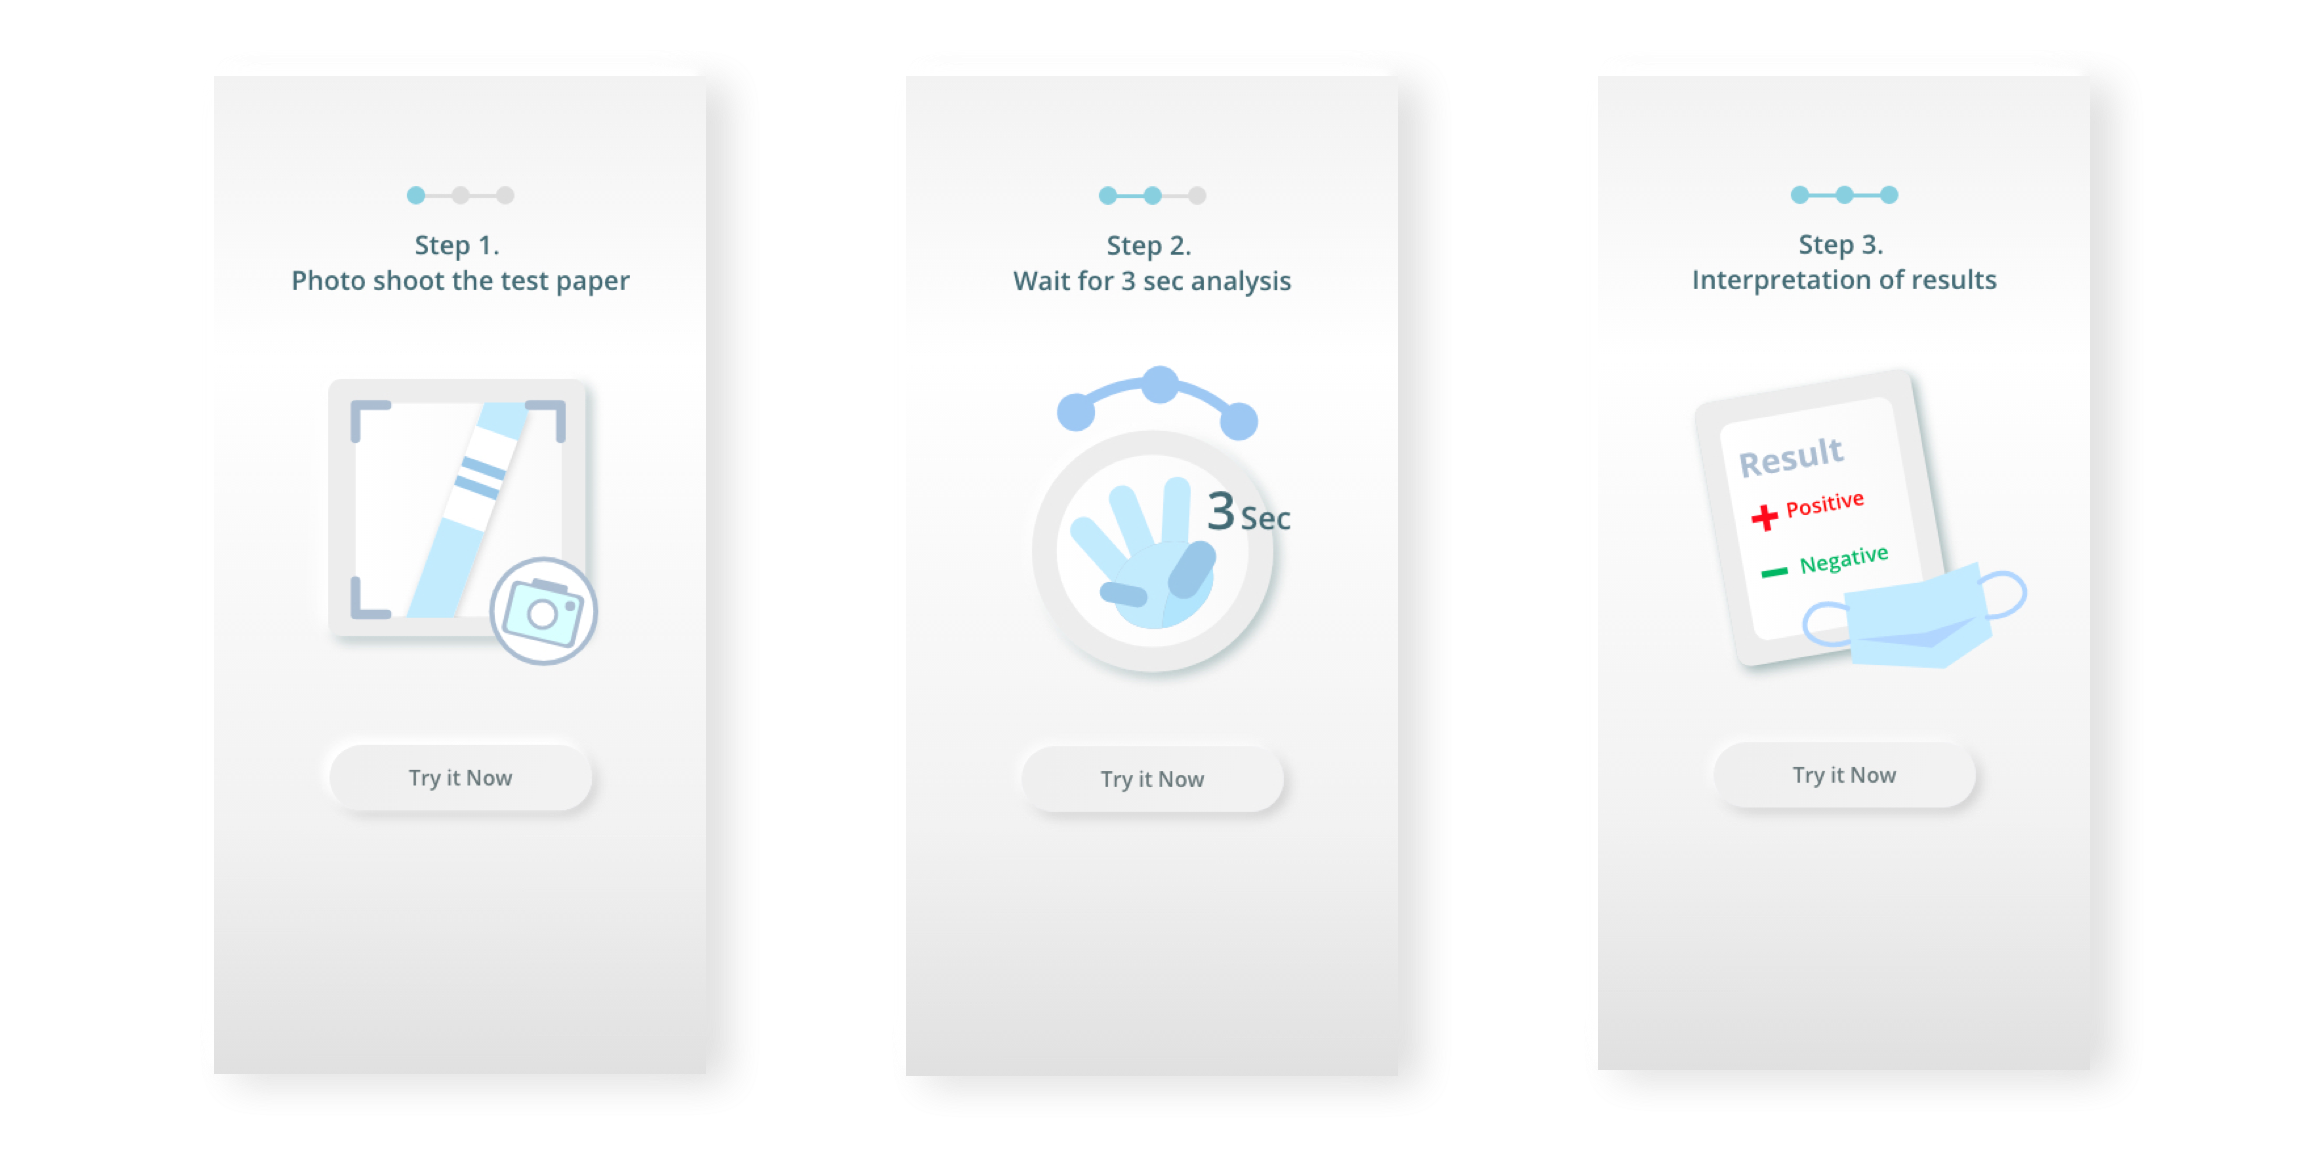 Step 1.
Photo shoot the test paper
Try it Now
Step 2.
Wait for 3 sec analysis
3 Sec
Try it Now
Step 3.
Interpretation of results
Result
+ Positive
− Negative
Try it Now